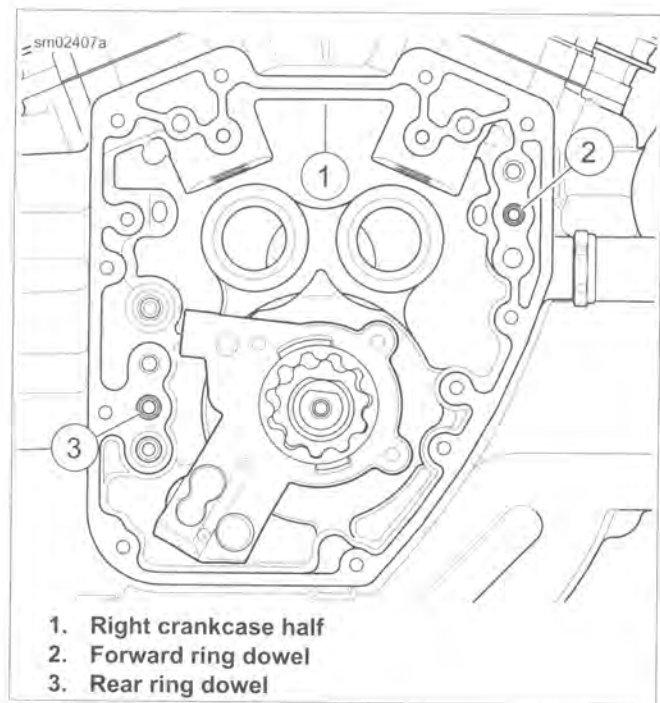 sm02407a
1
2
3
1. Right crankcase half
2. Forward ring dowel
3. Rear ring dowel